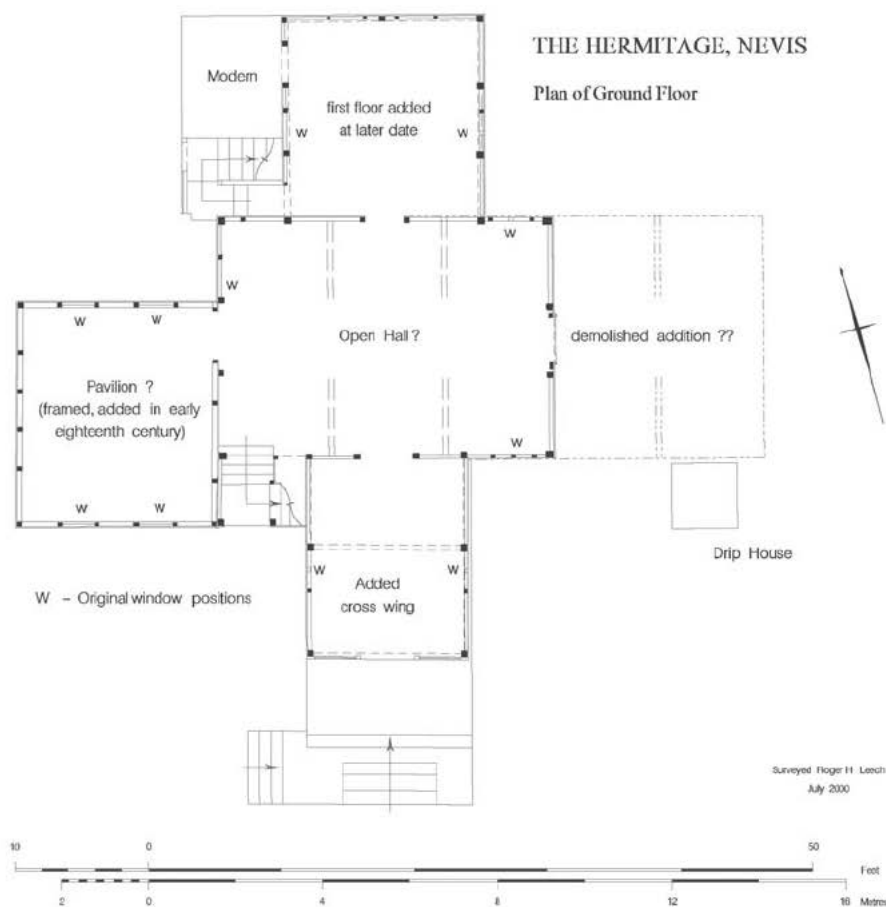 THE HERMITAGE, NEVIS
Plan of Ground Floor
Modern
first floor added
at later date
W
W
W
W
Open Hall ?
demolished addition ??
W
W
Pavilion ?
(framed, added in early
eighteenth century)
W
W
W
W
W
Added
cross wing
Drip House
W – Original window positions
Surveyed Roger H Leech
July 2000
10 0 50
Feet
2 0 4 8 12 16
Metres